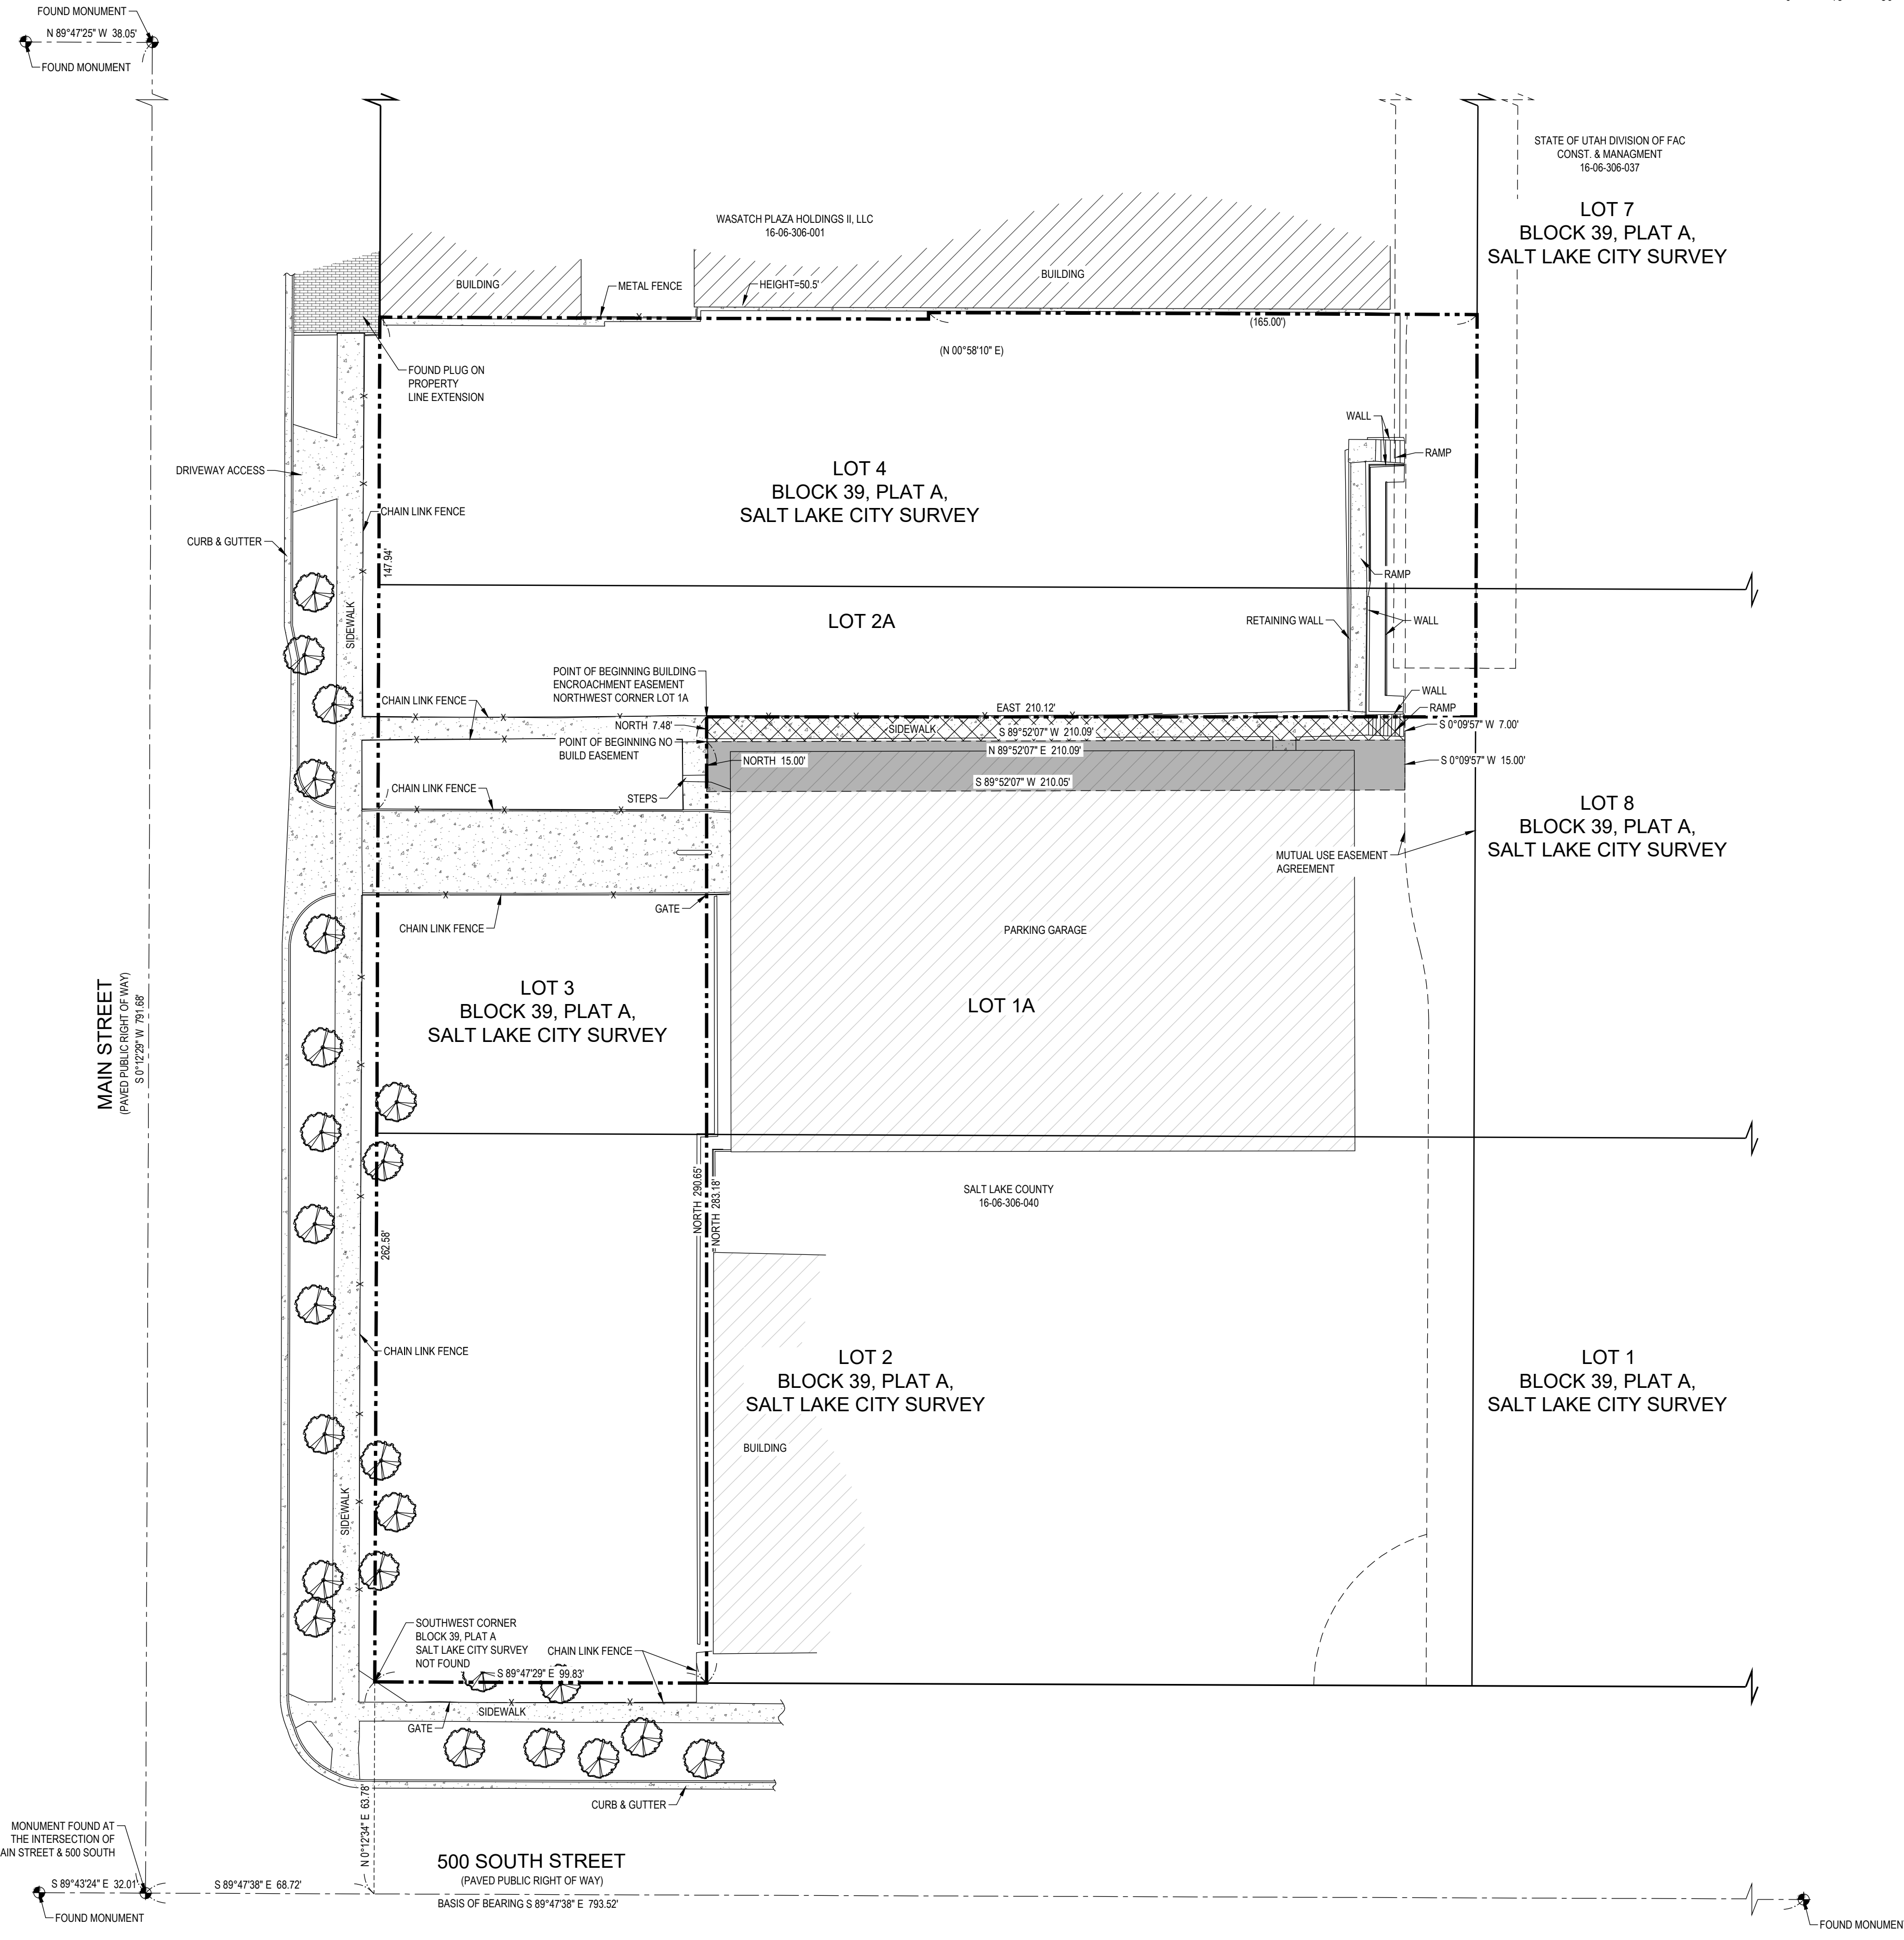 FOUND MONUMENT
N 89°47'25" W 38.05'
FOUND MONUMENT
STATE OF UTAH DIVISION OF FAC
CONST. & MANAGMENT
16-06-306-037
LOT 7
BLOCK 39, PLAT A,
SALT LAKE CITY SURVEY
WASATCH PLAZA HOLDINGS II, LLC
16-06-306-001
BUILDING
METAL FENCE
HEIGHT=50.5'
BUILDING
(165.00')
(N 00°58'10" E)
FOUND PLUG ON
PROPERTY
LINE EXTENSION
WALL
RAMP
DRIVEWAY ACCESS
LOT 4
BLOCK 39, PLAT A,
SALT LAKE CITY SURVEY
CHAIN LINK FENCE
CURB & GUTTER
147.94'
RAMP
SIDEWALK
LOT 2A
RETAINING WALL
WALL
POINT OF BEGINNING BUILDING
ENCROACHMENT EASEMENT
NORTHWEST CORNER LOT 1A
CHAIN LINK FENCE
WALL
RAMP
EAST 210.12'
NORTH 7.48'
SIDEWALK
S 89°52'07" W 210.09'
S 0°09'57" W 7.00'
POINT OF BEGINNING NO
BUILD EASEMENT
N 89°52'07" E 210.09'
NORTH 15.00'
S 0°09'57" W 15.00'
S 89°52'07" W 210.05'
CHAIN LINK FENCE
STEPS
LOT 8
BLOCK 39, PLAT A,
SALT LAKE CITY SURVEY
MUTUAL USE EASEMENT
AGREEMENT
GATE
CHAIN LINK FENCE
PARKING GARAGE
LOT 3
BLOCK 39, PLAT A,
SALT LAKE CITY SURVEY
LOT 1A
MAIN STREET
(PAVED PUBLIC RIGHT OF WAY)
S 0°12'29" W 791.68'
NORTH 290.65'
NORTH 283.18'
SALT LAKE COUNTY
16-06-306-040
262.58'
CHAIN LINK FENCE
LOT 2
BLOCK 39, PLAT A,
SALT LAKE CITY SURVEY
LOT 1
BLOCK 39, PLAT A,
SALT LAKE CITY SURVEY
BUILDING
SIDEWALK
SOUTHWEST CORNER
BLOCK 39, PLAT A
SALT LAKE CITY SURVEY
NOT FOUND
CHAIN LINK FENCE
S 89°47'29" E 99.83'
SIDEWALK
GATE
CURB & GUTTER
N 0°12'34" E 63.78'
MONUMENT FOUND AT
THE INTERSECTION OF
AIN STREET & 500 SOUTH
500 SOUTH STREET
(PAVED PUBLIC RIGHT OF WAY)
S 89°43'24" E 32.01'
S 89°47'38" E 68.72'
BASIS OF BEARING S 89°47'38" E 793.52'
FOUND MONUMENT
FOUND MONUMEN